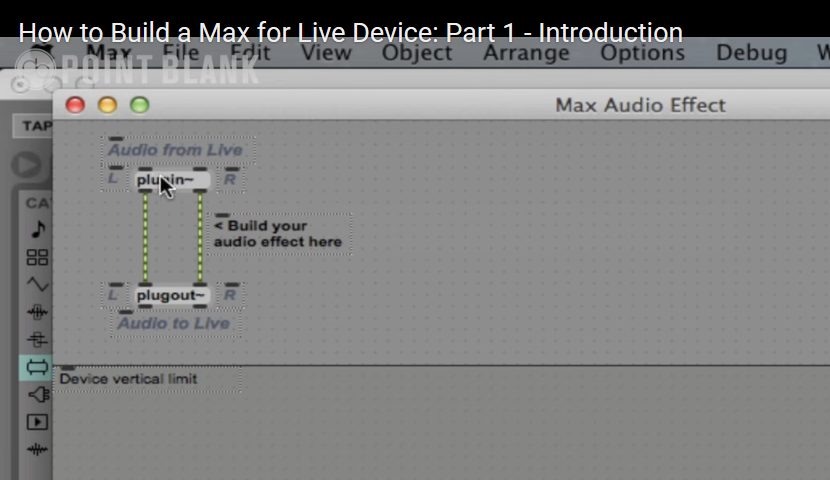 How to Build a Max for Live Device: Part 1 - Introduction
Max File Edit View Object Arrange Options Debug W
POINT BLANK
Max Audio Effect
TAP
Audio from Live
L plugin~ R
CA
< Build your
audio effect here
L plugout~ R
Audio to Live
Device vertical limit